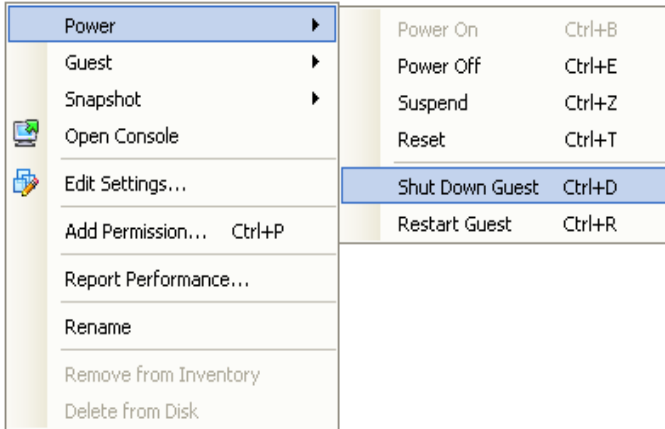 Power
Guest
Snapshot
Open Console
Edit Settings...
Add Permission... Ctrl+P
Report Performance...
Rename
Remove from Inventory
Delete from Disk
Power On Ctrl+B
Power Off Ctrl+E
Suspend Ctrl+Z
Reset Ctrl+T
Shut Down Guest Ctrl+D
Restart Guest Ctrl+R